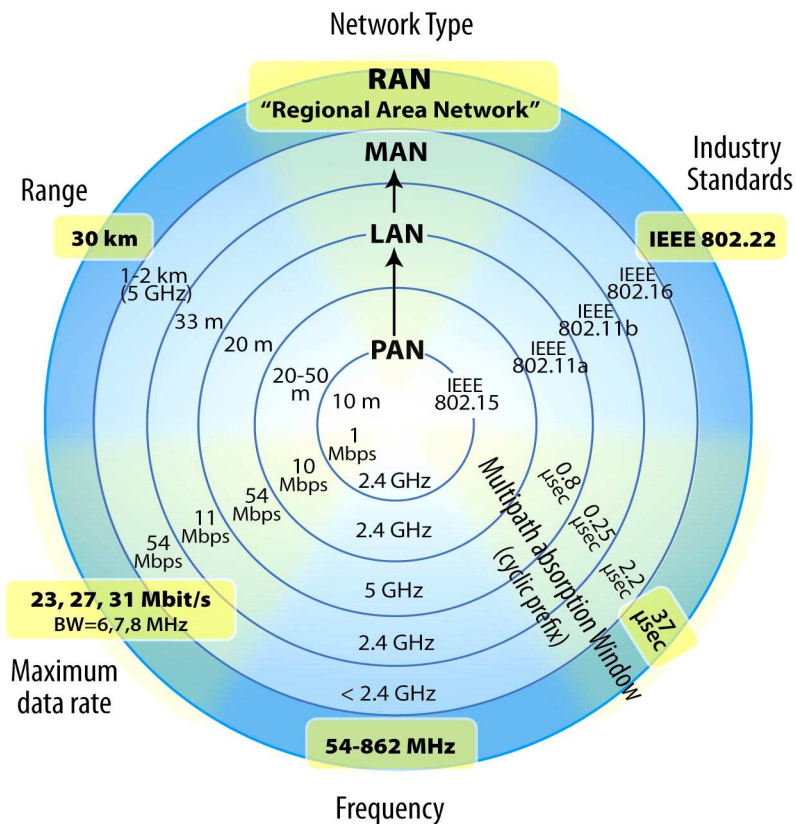 Network Type
RAN
“Regional Area Network”
MAN
LAN
PAN
Industry
Standards
IEEE 802.22
IEEE
802.16
IEEE
802.11b
IEEE
802.11a
IEEE
802.15
Range
30 km
1-2 km
(5 GHz)
33 m
20 m
20-50
m
10 m
1
Mbps
10
Mbps
54
Mbps
11
Mbps
54
Mbps
23, 27, 31 Mbit/s
BW=6,7,8 MHz
Maximum
data rate
2.4 GHz
2.4 GHz
5 GHz
2.4 GHz
< 2.4 GHz
54-862 MHz
Frequency
Multipath absorption Window
(cyclic prefix)
0.8
µsec
0.25
µsec
2.2
µsec
37
µsec